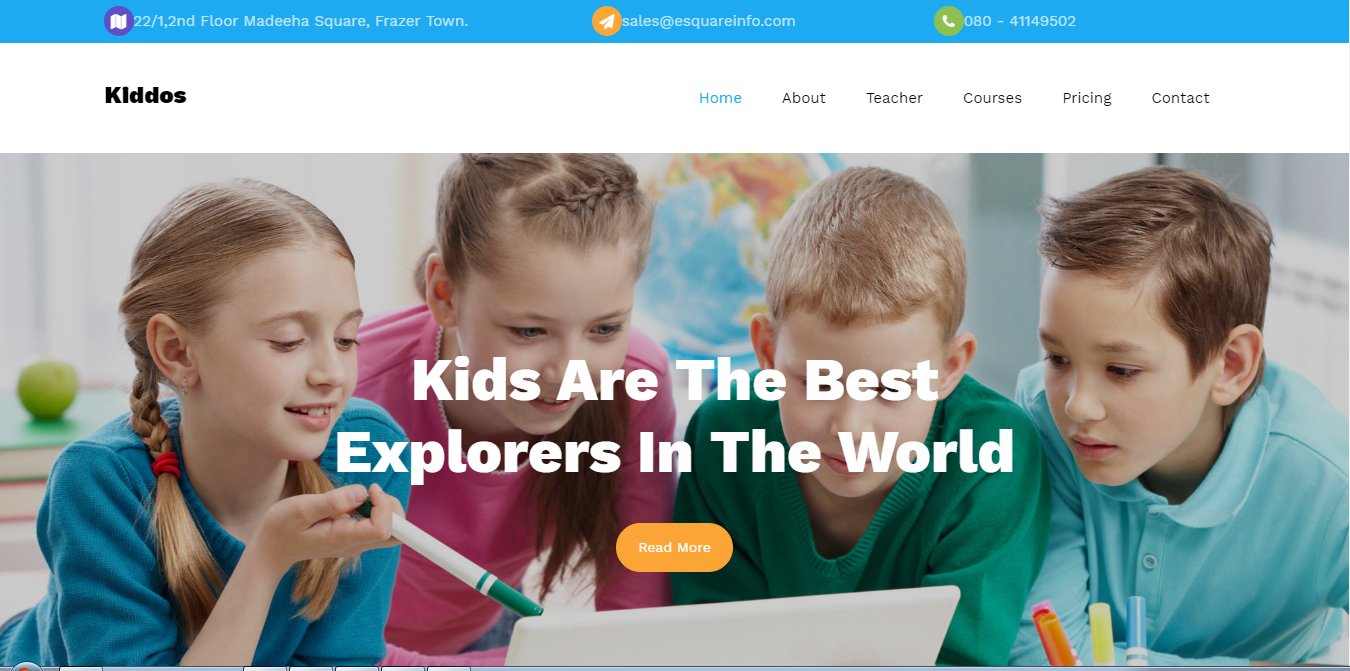 22/1,2nd Floor Madeeha Square, Frazer Town.
sales@esquareinfo.com
080 - 41149502
Kiddos
Home About Teacher Courses Pricing Contact
Kids Are The Best
Explorers In The World
Read More